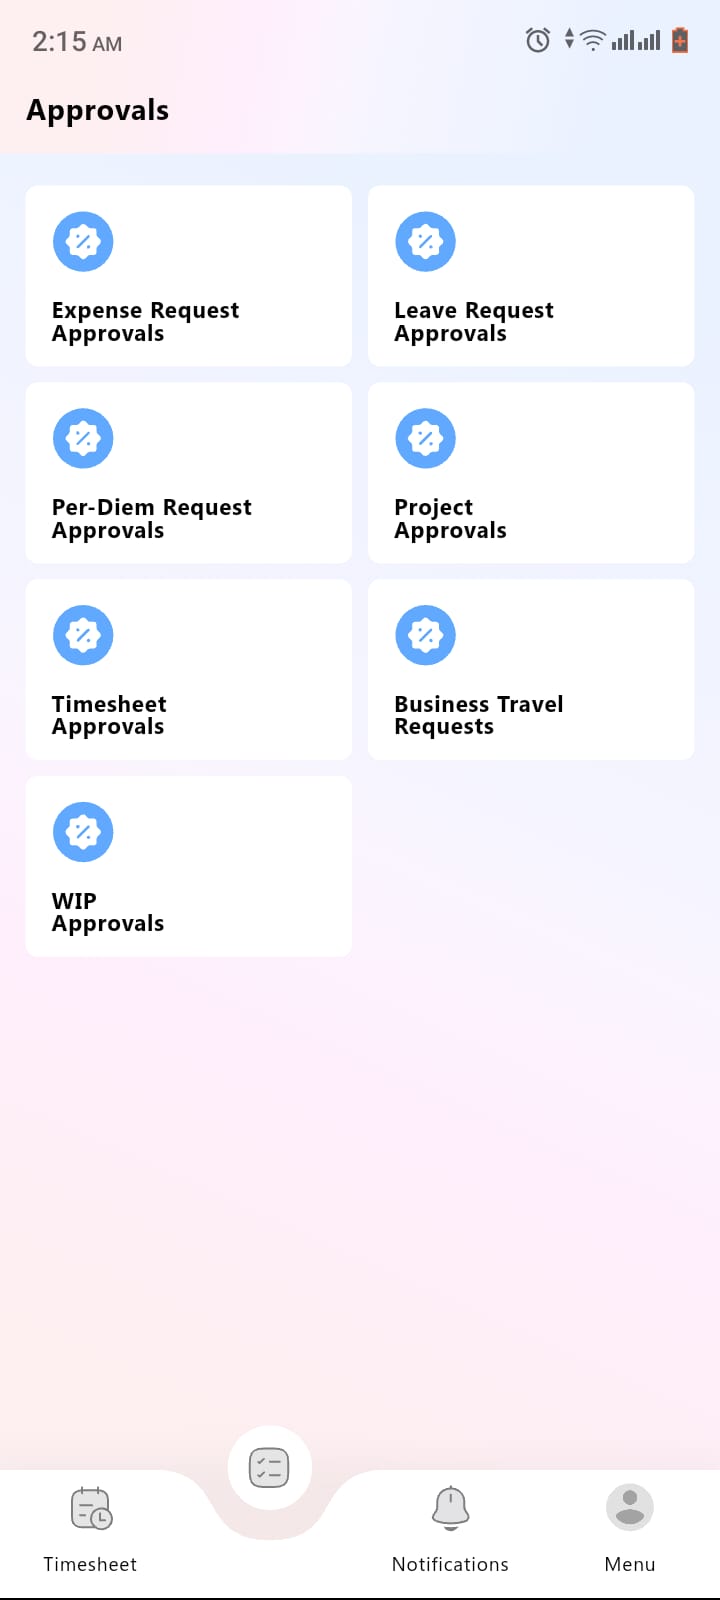 2:15 AM
Approvals
Expense Request
Approvals
Leave Request
Approvals
Per-Diem Request
Approvals
Project
Approvals
Timesheet
Approvals
Business Travel
Requests
WIP
Approvals
Timesheet
Notifications
Menu